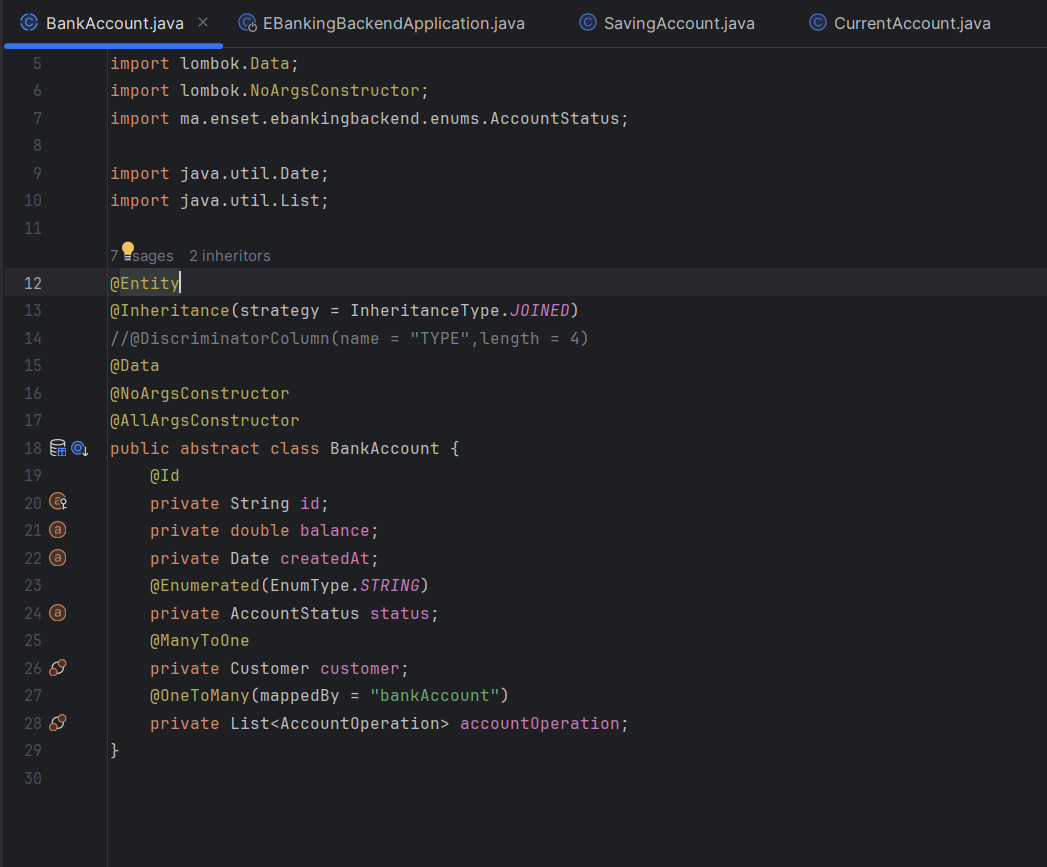 BankAccount.java EBankingBackendApplication.java SavingAccount.java CurrentAccount.java
5 import lombok.Data;
6 import lombok.NoArgsConstructor;
7 import ma.enset.ebankingbackend.enums.AccountStatus;
8
9 import java.util.Date;
10 import java.util.List;
11
7 sages 2 inheritors
12 @Entity
13 @Inheritance(strategy = InheritanceType.JOINED)
14 //@DiscriminatorColumn(name = "TYPE",length = 4)
15 @Data
16 @NoArgsConstructor
17 @AllArgsConstructor
18 public abstract class BankAccount {
19 @Id
20 private String id;
21 private double balance;
22 private Date createdAt;
23 @Enumerated(EnumType.STRING)
24 private AccountStatus status;
25 @ManyToOne
26 private Customer customer;
27 @OneToMany(mappedBy = "bankAccount")
28 private List<AccountOperation> accountOperation;
29 }
30